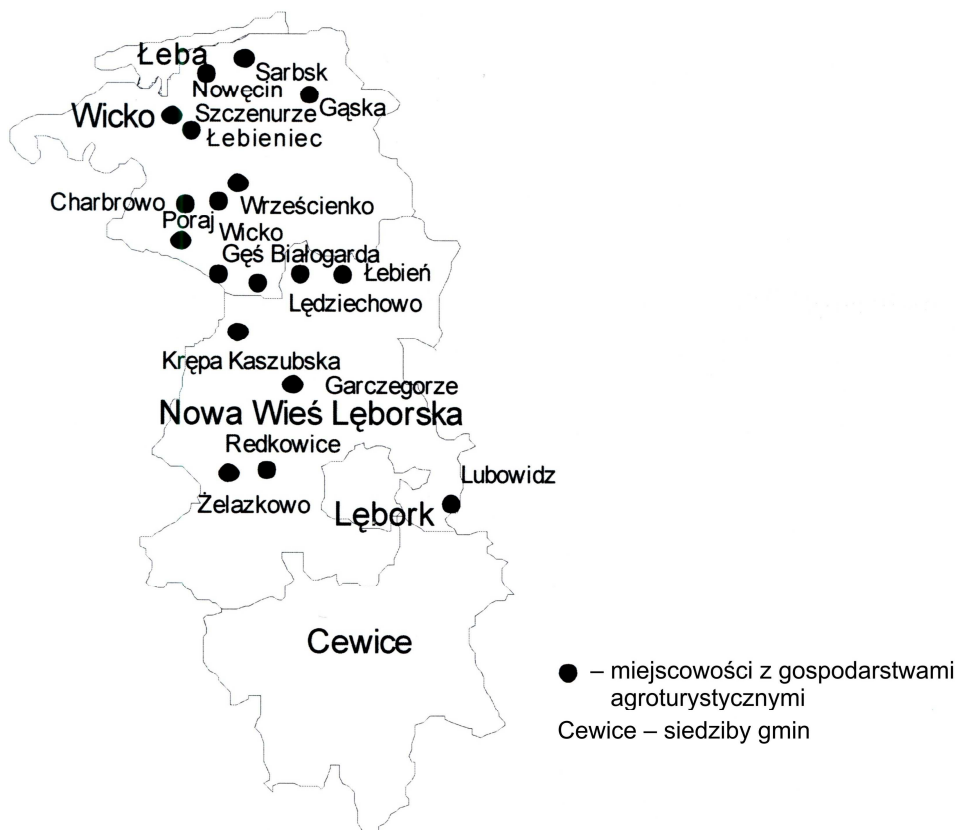 Łeba
Sarbsk
Nowęcin
Gąska
Wicko
Szczenurze
Łebieniec
Charbrowo
Wrześcienko
Poraj
Wicko
Gęś Białogarda
Łebień
Lędziechowo
Krępa Kaszubska
Garczegorze
Nowa Wieś Lęborska
Redkowice
Lubowidz
Żelazkowo
Lębork
Cewice
– miejscowości z gospodarstwami
agroturystycznymi
Cewice – siedziby gmin